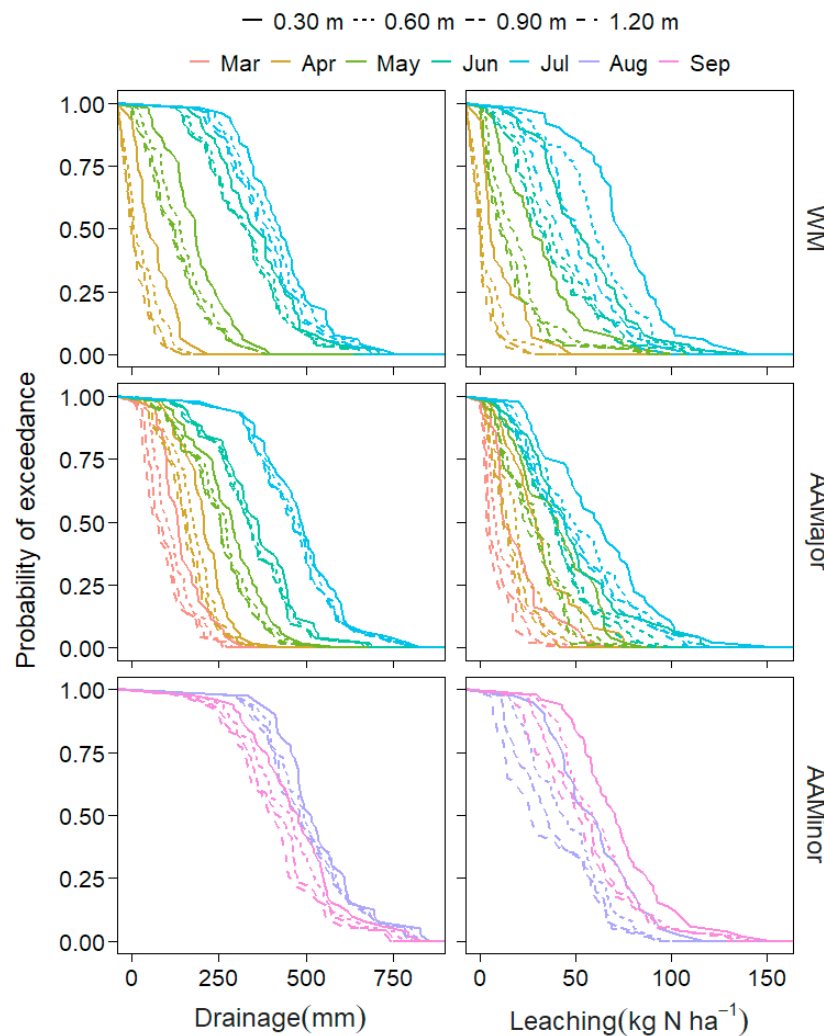 0.30 m 0.60 m 0.90 m 1.20 m
Mar Apr May Jun Jul Aug Sep
1.00
0.75
0.50
0.25
0.00
WM
1.00
0.75
0.50
0.25
0.00
AAMajor
1.00
0.75
0.50
0.25
0.00
AAMinor
Probability of exceedance
0 250 500 750
0 50 100 150
Drainage(mm)
Leaching(kg N ha⁻¹)